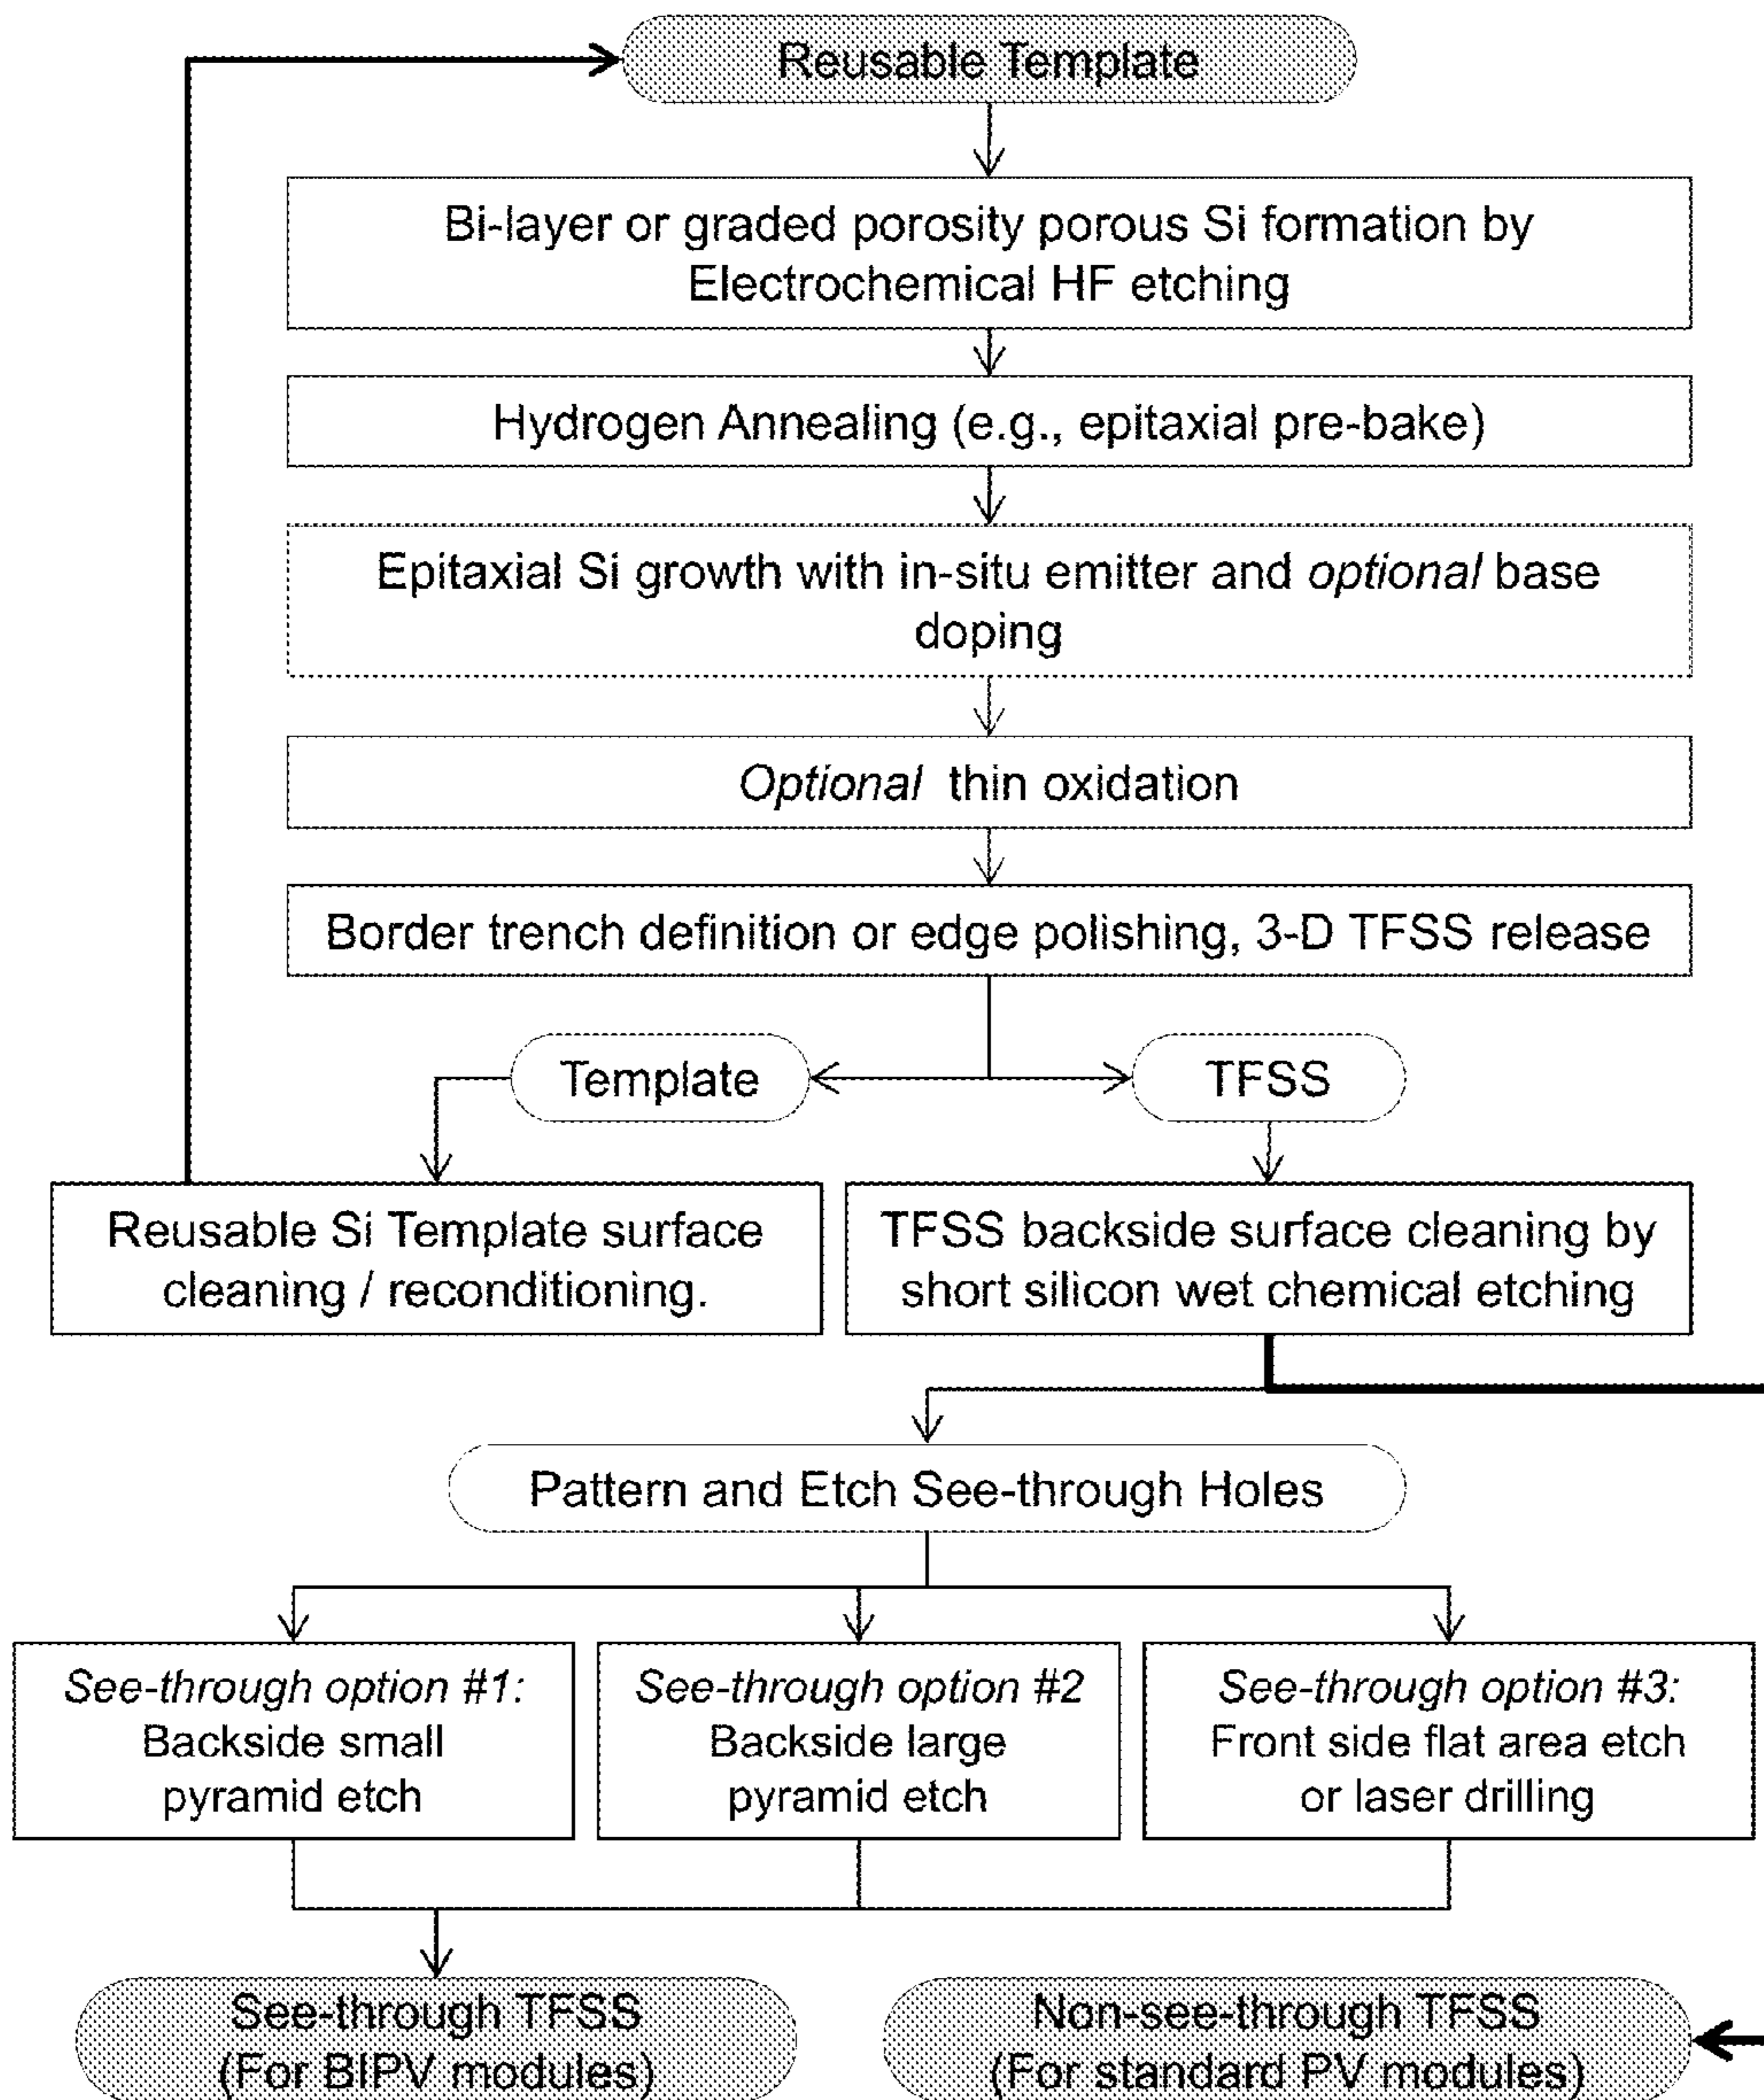 Reusable Template
Bi-layer or graded porosity porous Si formation by
Electrochemical HF etching
Hydrogen Annealing (e.g., epitaxial pre-bake)
Epitaxial Si growth with in-situ emitter and optional base
doping
Optional thin oxidation
Border trench definition or edge polishing, 3-D TFSS release
Template
TFSS
Reusable Si Template surface
cleaning / reconditioning.
TFSS backside surface cleaning by
short silicon wet chemical etching
Pattern and Etch See-through Holes
See-through option #1:
Backside small
pyramid etch
See-through option #2
Backside large
pyramid etch
See-through option #3:
Front side flat area etch
or laser drilling
See-through TFSS
(For BIPV modules)
Non-see-through TFSS
(For standard PV modules)